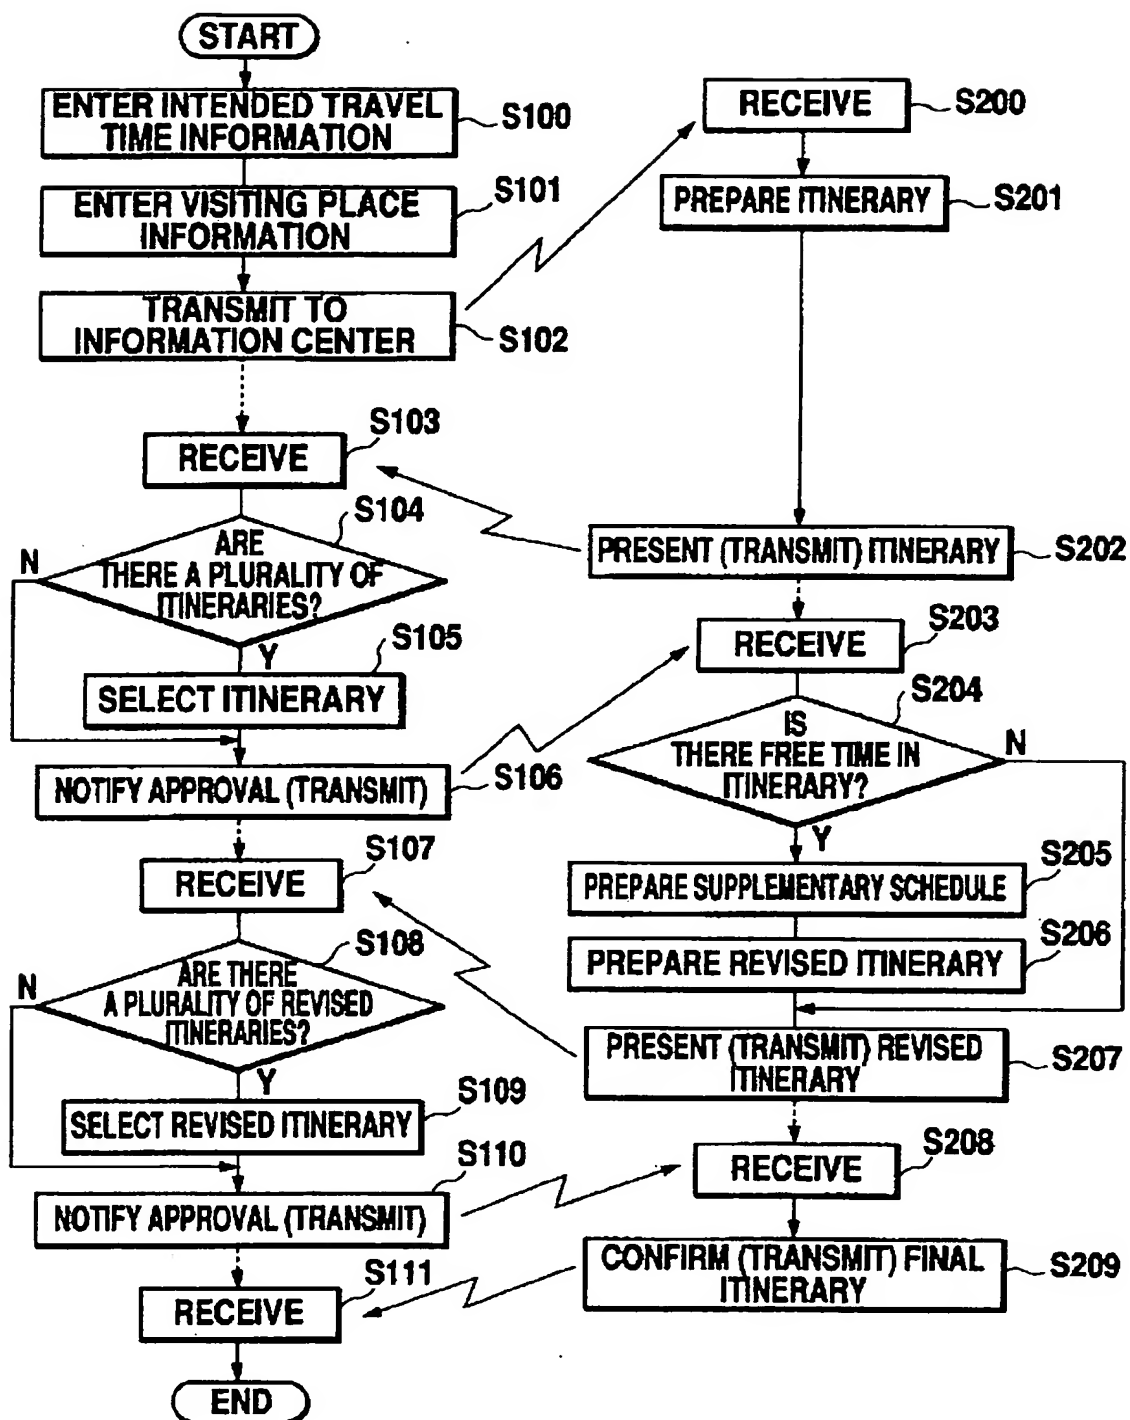 START
ENTER INTENDED TRAVEL
TIME INFORMATION
S100
ENTER VISITING PLACE
INFORMATION
S101
TRANSMIT TO
INFORMATION CENTER
S102
RECEIVE
S103
ARE
THERE A PLURALITY OF
ITINERARIES?
S104
N
Y
SELECT ITINERARY
S105
NOTIFY APPROVAL (TRANSMIT)
S106
RECEIVE
S107
ARE THERE
A PLURALITY OF REVISED
ITINERARIES?
S108
N
Y
SELECT REVISED ITINERARY
S109
NOTIFY APPROVAL (TRANSMIT)
S110
RECEIVE
S111
END
RECEIVE
S200
PREPARE ITINERARY
S201
PRESENT (TRANSMIT) ITINERARY
S202
RECEIVE
S203
IS
THERE FREE TIME IN
ITINERARY?
S204
N
Y
PREPARE SUPPLEMENTARY SCHEDULE
S205
PREPARE REVISED ITINERARY
S206
PRESENT (TRANSMIT) REVISED
ITINERARY
S207
RECEIVE
S208
CONFIRM (TRANSMIT) FINAL
ITINERARY
S209